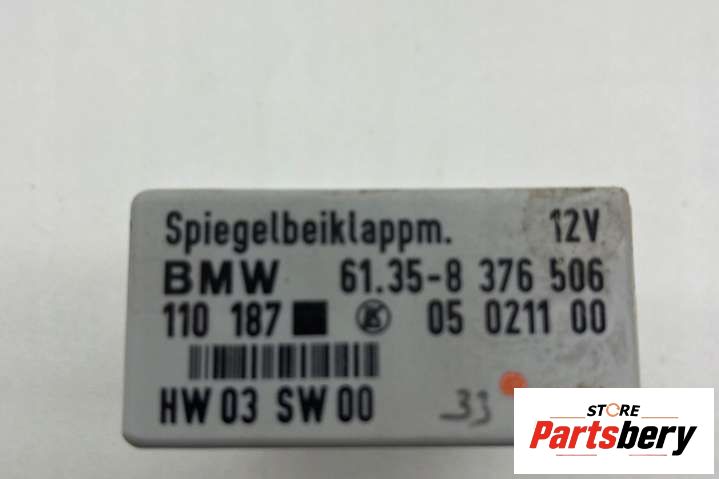 Spiegelbeiklappm. 12V
BMW 61.35-8 376 506
110 187 05 0211 00
HW 03 SW 00
33
STORE
Partsbery